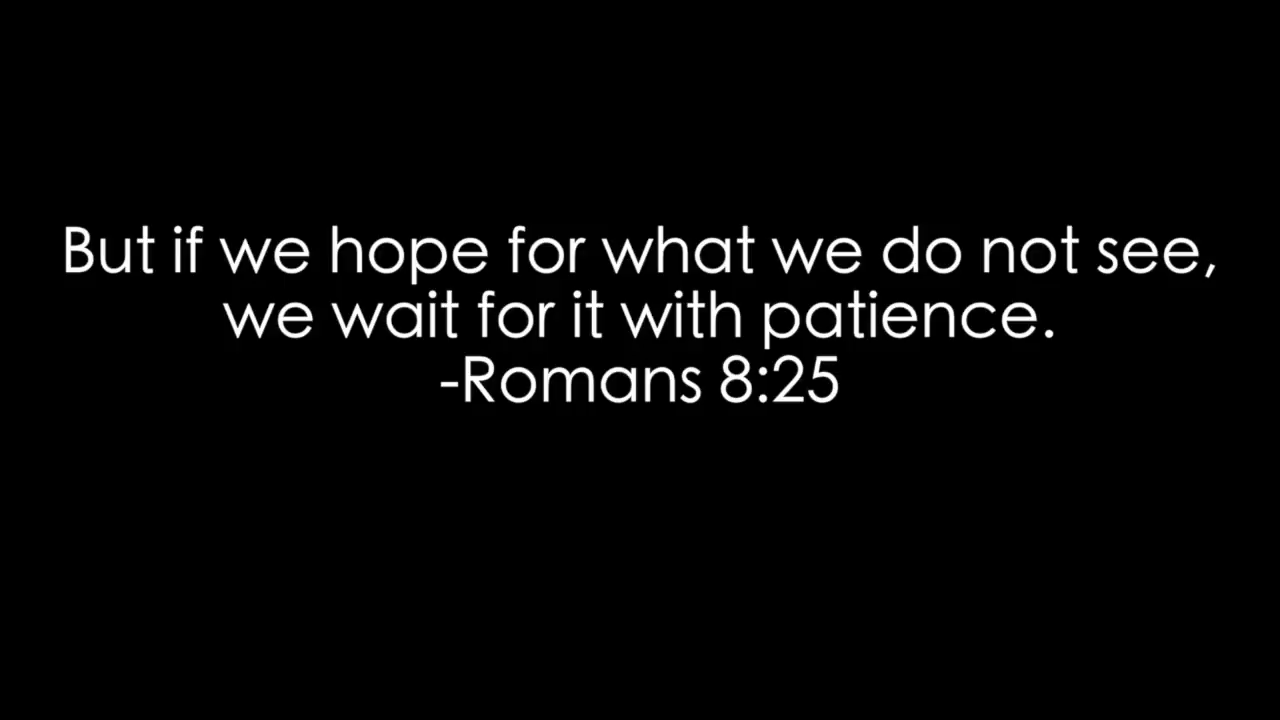 But if we hope for what we do not see,
we wait for it with patience.
-Romans 8:25